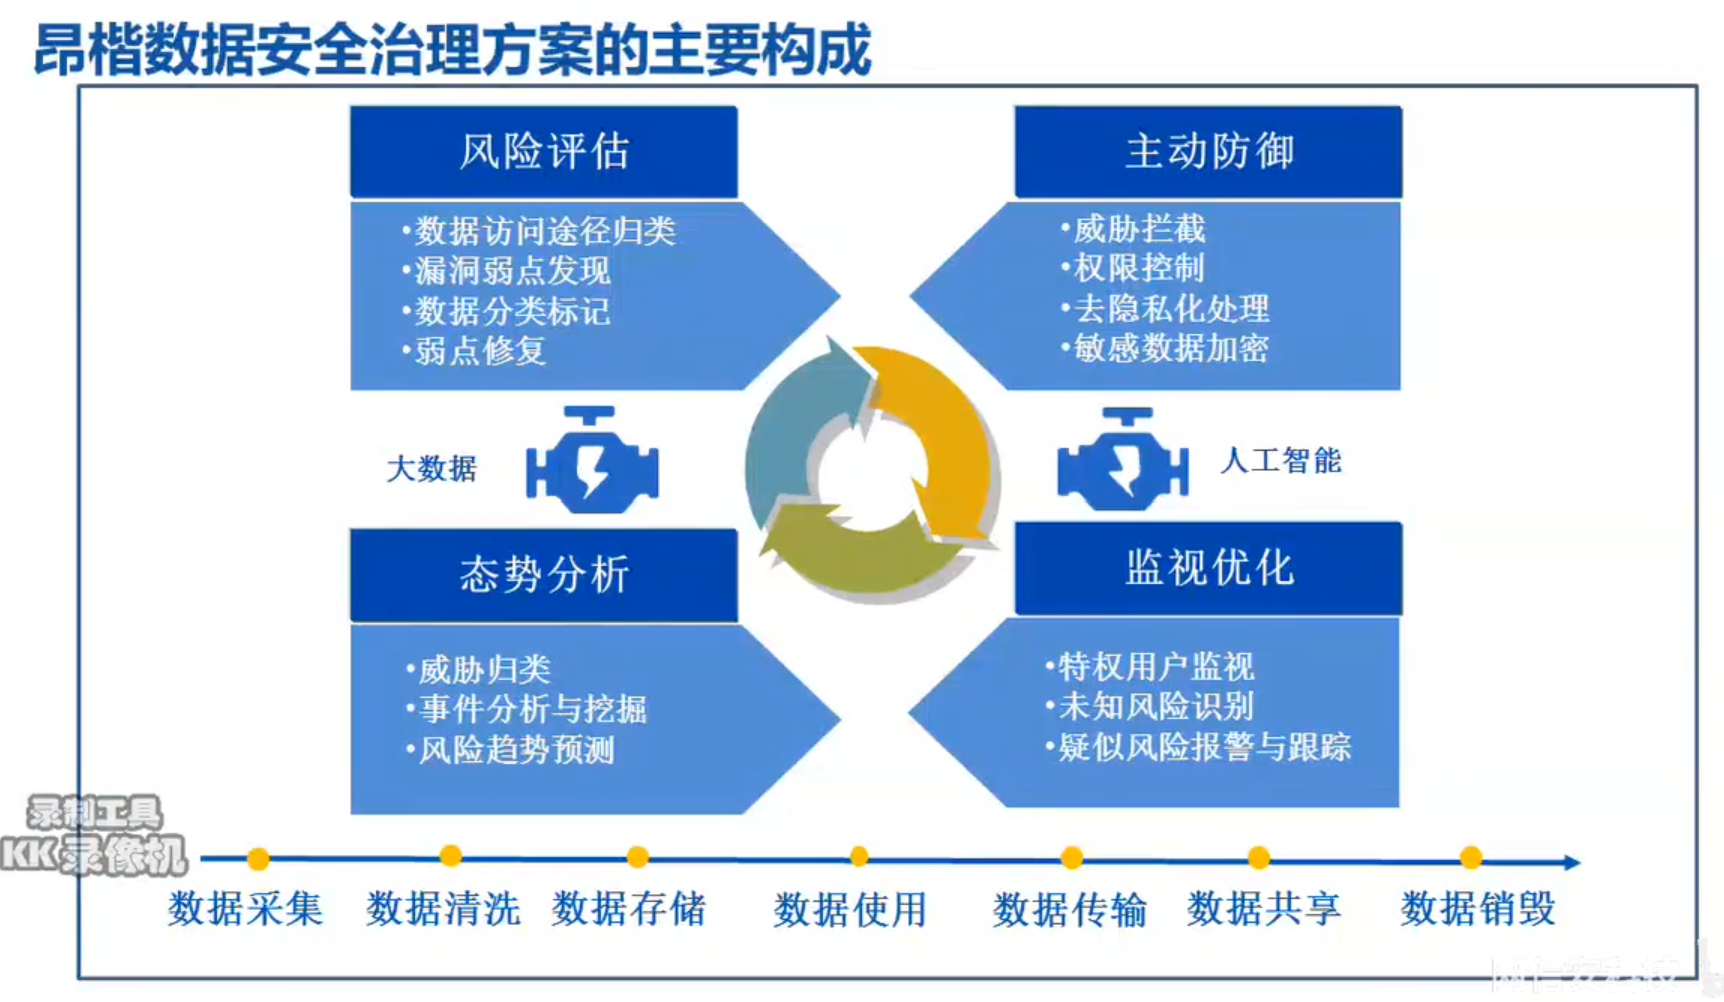 昂楷数据安全治理方案的主要构成
风险评估
•数据访问途径归类
•漏洞弱点发现
•数据分类标记
•弱点修复
主动防御
•威胁拦截
•权限控制
•去隐私化处理
•敏感数据加密
大数据
人工智能
态势分析
•威胁归类
•事件分析与挖掘
•风险趋势预测
监视优化
•特权用户监视
•未知风险识别
•疑似风险报警与跟踪
录制工具
KK录像机
数据采集
数据清洗
数据存储
数据使用
数据传输
数据共享
数据销毁